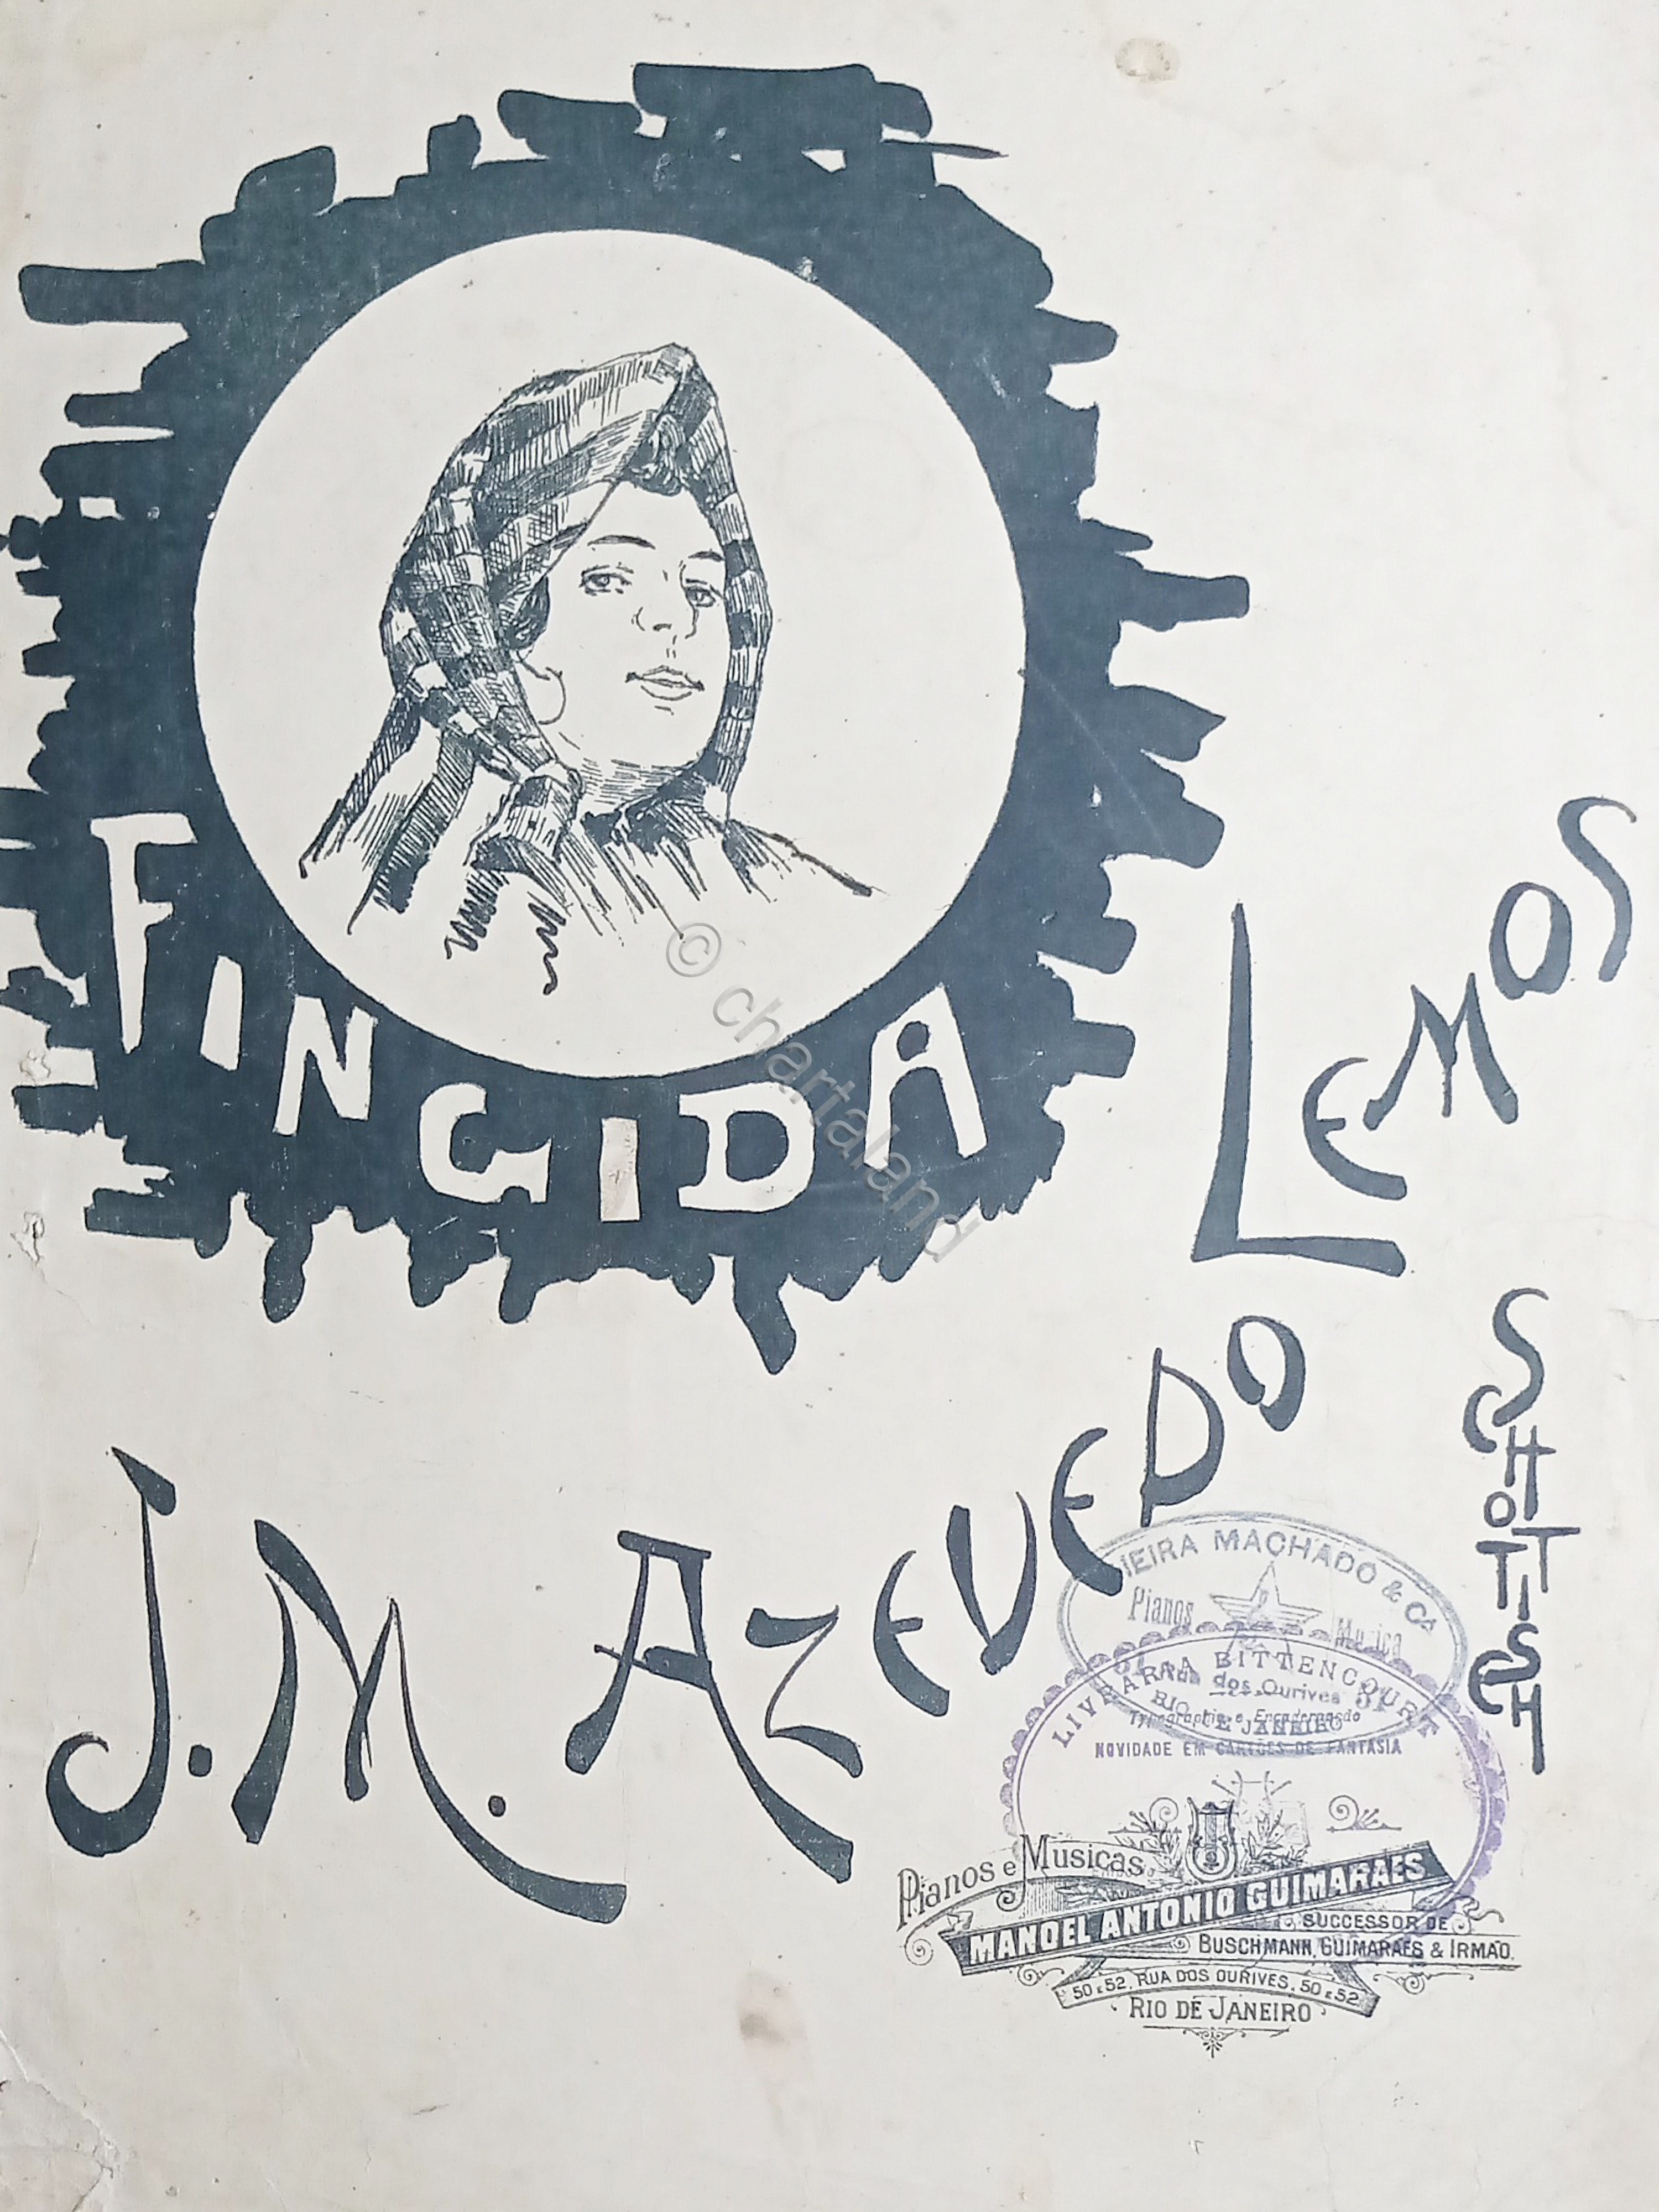 FINGIDA
J. M. AZEVEDO
LEMOS
SCHOTTISCH
IEIRA MACHADO & Cª
Pianos Musica
Rua dos Ourives
RIO DE JANEIRO
LIVRARIA BITTENCOURT
Typographia e Encadernação
NOVIDADE EM CARTÕES DE FANTASIA
Pianos e Musicas
MANOEL ANTONIO GUIMARAES
SUCCESSOR DE
BUSCHMANN, GUIMARAES & IRMÃO.
50 E 52, RUA DOS OURIVES, 50 E 52
RIO DE JANEIRO
© chartaland